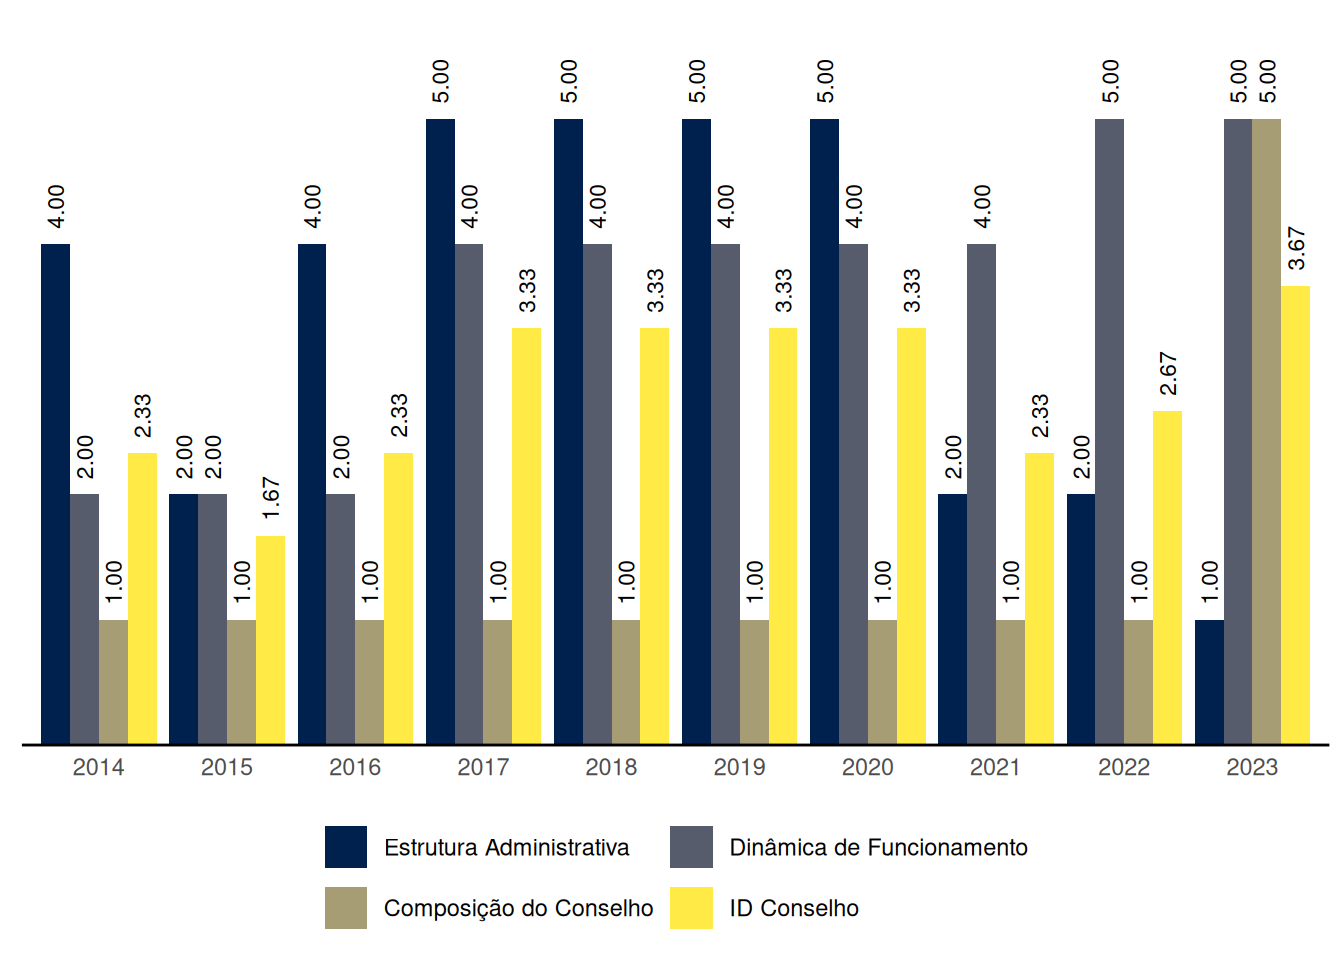 4.00 2.00 1.00 2.33 2.00 2.00 1.00 1.67 4.00 2.00 1.00 2.33 5.00 4.00 1.00 3.33 5.00 4.00 1.00 3.33 5.00 4.00 1.00 3.33 5.00 4.00 1.00 3.33 2.00 4.00 1.00 2.33 2.00 5.00 1.00 2.67 1.00 5.00 5.00 3.67
2014 2015 2016 2017 2018 2019 2020 2021 2022 2023
Estrutura Administrativa Dinâmica de Funcionamento
Composição do Conselho ID Conselho